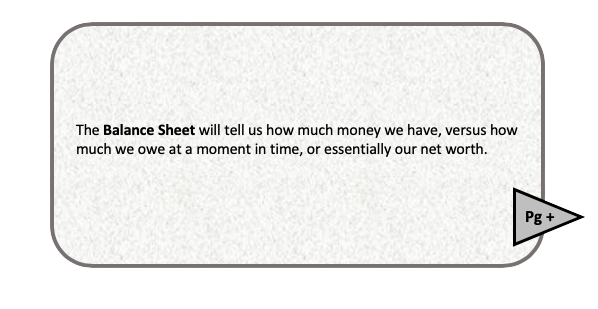 The Balance Sheet will tell us how much money we have, versus how
much we owe at a moment in time, or essentially our net worth.
Pg +